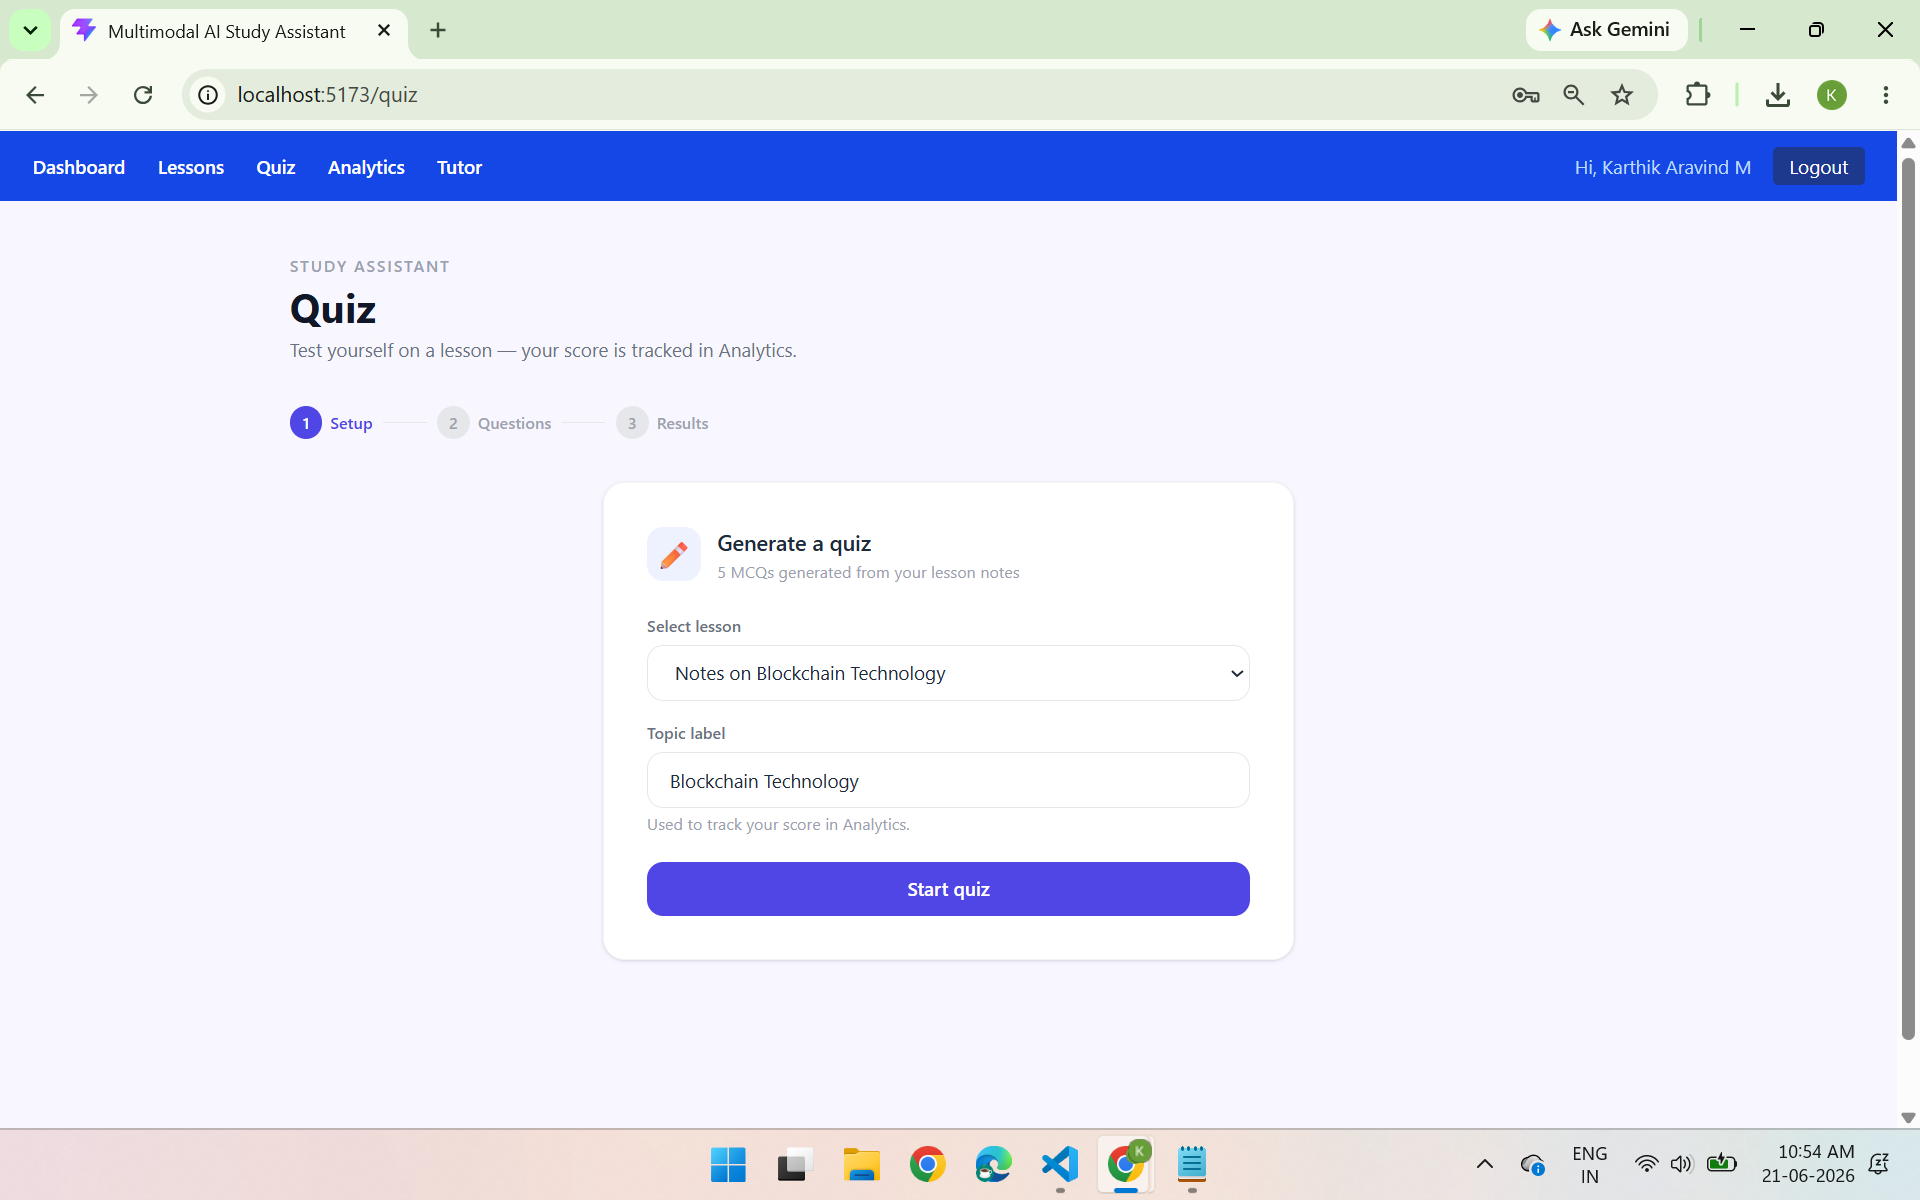 Multimodal AI Study Assistant
Ask Gemini
localhost:5173/quiz
K
Dashboard
Lessons
Quiz
Analytics
Tutor
Hi, Karthik Aravind M
Logout
STUDY ASSISTANT
Quiz
Test yourself on a lesson — your score is tracked in Analytics.
1 Setup
2 Questions
3 Results
Generate a quiz
5 MCQs generated from your lesson notes
Select lesson
Notes on Blockchain Technology
Topic label
Blockchain Technology
Used to track your score in Analytics.
Start quiz
K
ENG
IN
10:54 AM
21-06-2026